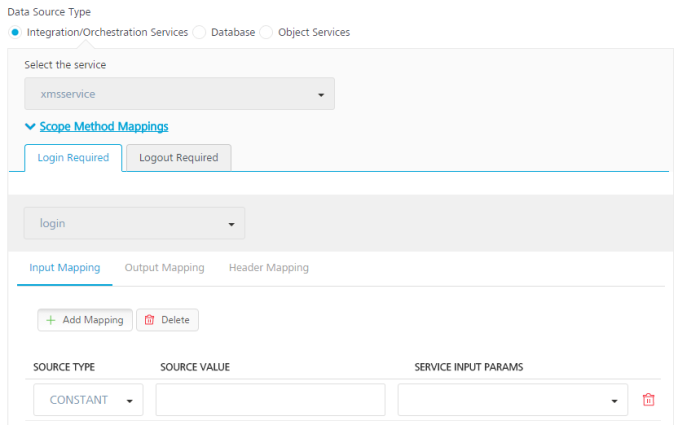 Data Source Type
Integration/Orchestration Services Database Object Services
Select the service
xmsservice
Scope Method Mappings
Login Required Logout Required
login
Input Mapping Output Mapping Header Mapping
Add Mapping Delete
SOURCE TYPE SOURCE VALUE SERVICE INPUT PARAMS
CONSTANT